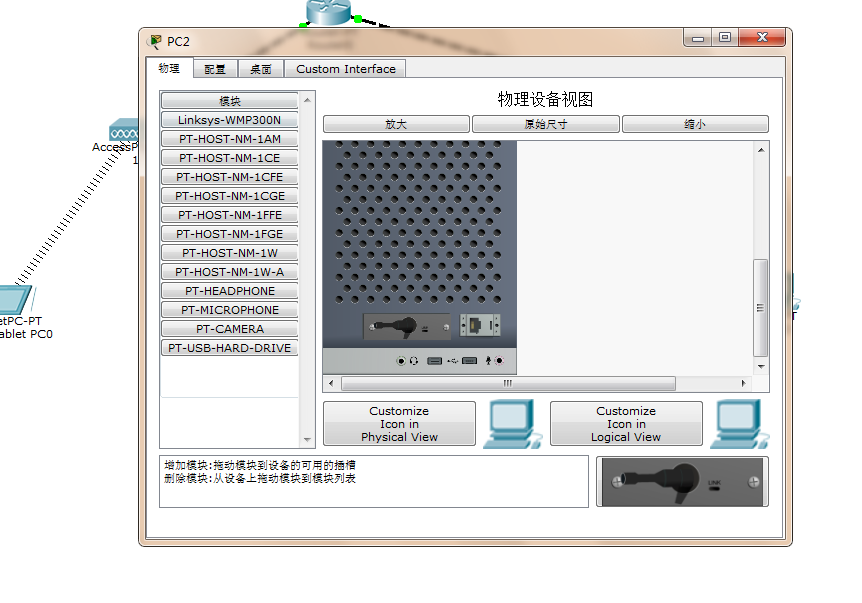 PC2
物理
配置
桌面
Custom Interface
模块
Linksys-WMP300N
PT-HOST-NM-1AM
PT-HOST-NM-1CE
PT-HOST-NM-1CFE
PT-HOST-NM-1CGE
PT-HOST-NM-1FFE
PT-HOST-NM-1FGE
PT-HOST-NM-1W
PT-HOST-NM-1W-A
PT-HEADPHONE
PT-MICROPHONE
PT-CAMERA
PT-USB-HARD-DRIVE
物理设备视图
放大
原始尺寸
缩小
Customize
Icon in
Physical View
Customize
Icon in
Logical View
增加模块:拖动模块到设备的可用的插槽
删除模块:从设备上拖动模块到模块列表
LINK
AccessP
1
etPC-PT
ablet PC0
T